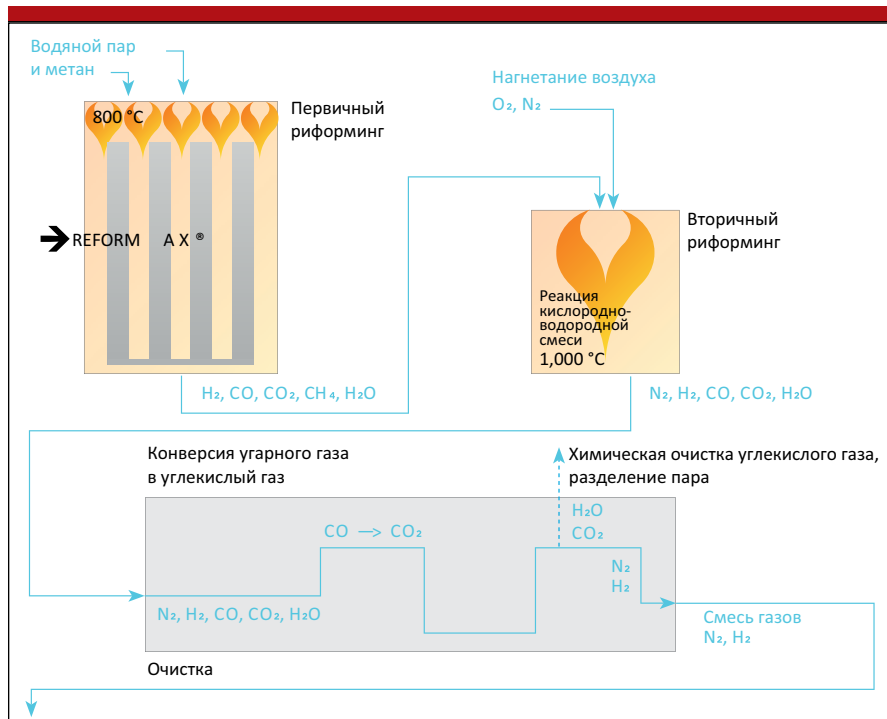 Водяной пар
и метан
800 °C
Первичный
риформинг
REFORM AX®
Нагнетание воздуха
O₂, N₂
Вторичный
риформинг
Реакция
кислородно-
водородной
смеси
1,000 °C
H₂, CO, CO₂, CH₄, H₂O
N₂, H₂, CO, CO₂, H₂O
Конверсия угарного газа
в углекислый газ
Химическая очистка углекислого газа,
разделение пара
CO —> CO₂
H₂O
CO₂
N₂
H₂
N₂, H₂, CO, CO₂, H₂O
Смесь газов
N₂, H₂
Очистка